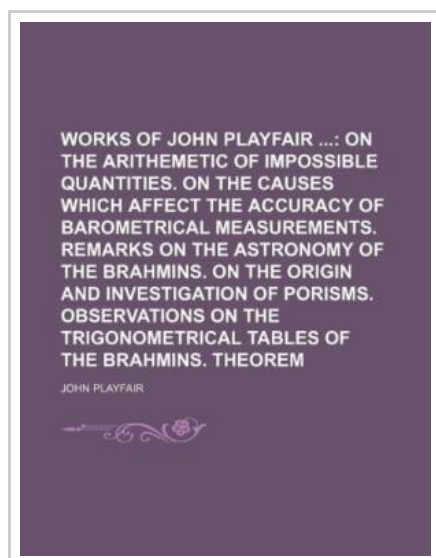 WORKS OF JOHN PLAYFAIR ...: ON
THE ARITHEMETIC OF IMPOSSIBLE
QUANTITIES. ON THE CAUSES
WHICH AFFECT THE ACCURACY OF
BAROMETRICAL MEASUREMENTS.
REMARKS ON THE ASTRONOMY OF
THE BRAHMINS. ON THE ORIGIN
AND INVESTIGATION OF PORISMS.
OBSERVATIONS ON THE
TRIGONOMETRICAL TABLES OF
THE BRAHMINS. THEOREM
JOHN PLAYFAIR